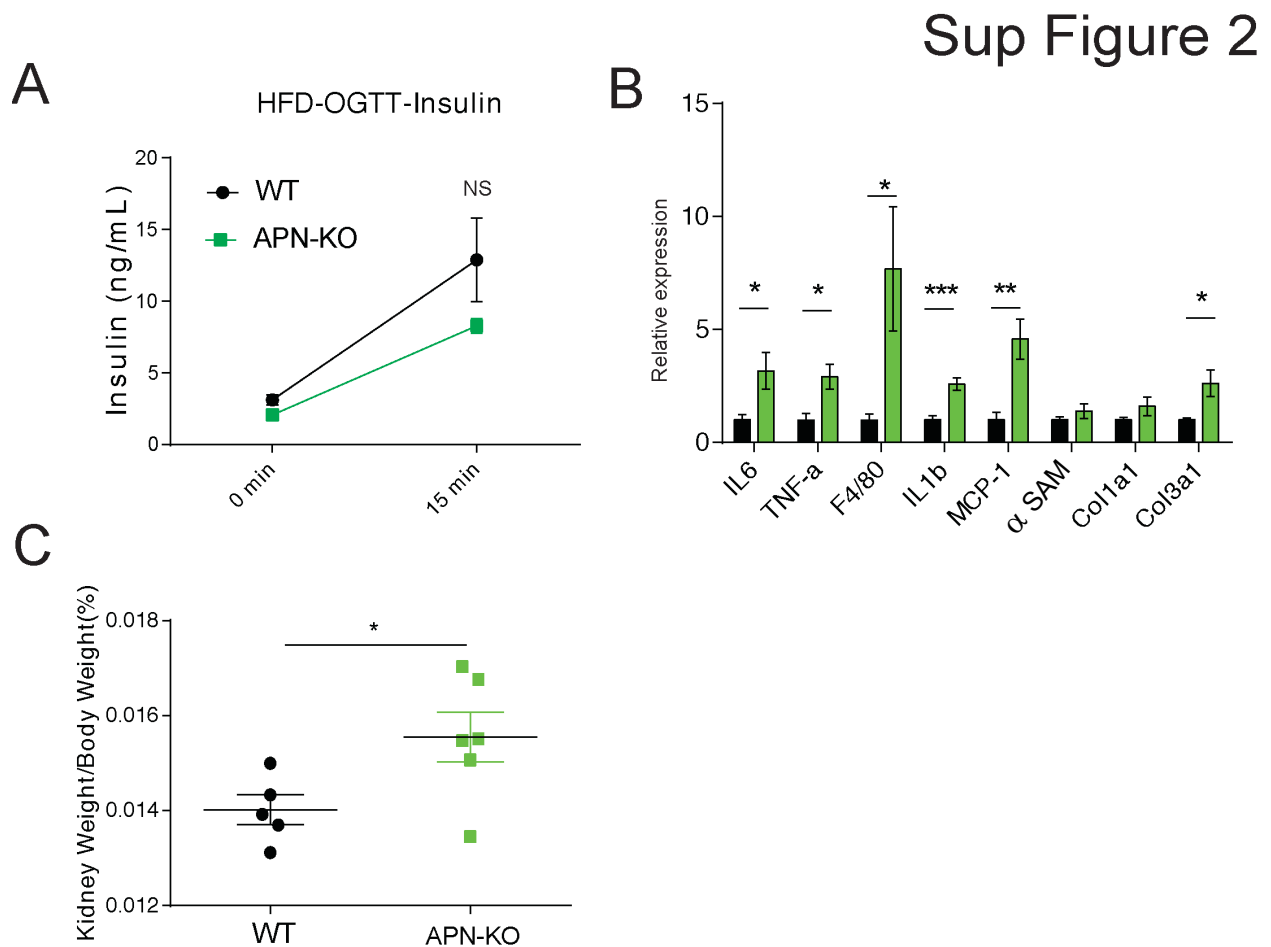 Sup Figure 2
A
HFD-OGTT-Insulin
Insulin (ng/mL)
20
15
10
5
0
WT
APN-KO
NS
0 min
15 min
B
Relative expression
15
10
5
0
*
*
*
***
**
*
IL6
TNF-a
F4/80
IL1b
MCP-1
α SAM
Col1a1
Col3a1
C
Kidney Weight/Body Weight(%)
0.018
0.016
0.014
0.012
*
WT
APN-KO